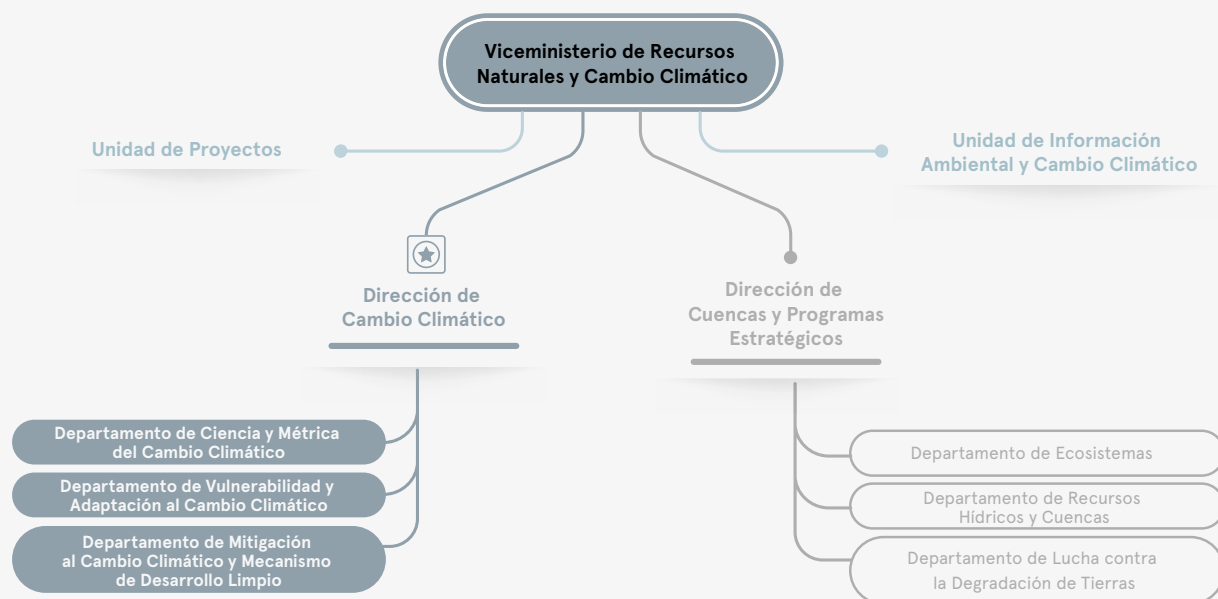 Viceministerio de Recursos
Naturales y Cambio Climático
Unidad de Proyectos
Unidad de Información
Ambiental y Cambio Climático
Dirección de
Cambio Climático
Dirección de
Cuencas y Programas
Estratégicos
Departamento de Ciencia y Métrica
del Cambio Climático
Departamento de Vulnerabilidad y
Adaptación al Cambio Climático
Departamento de Mitigación
al Cambio Climático y Mecanismo
de Desarrollo Limpio
Departamento de Ecosistemas
Departamento de Recursos
Hídricos y Cuencas
Departamento de Lucha contra
la Degradación de Tierras